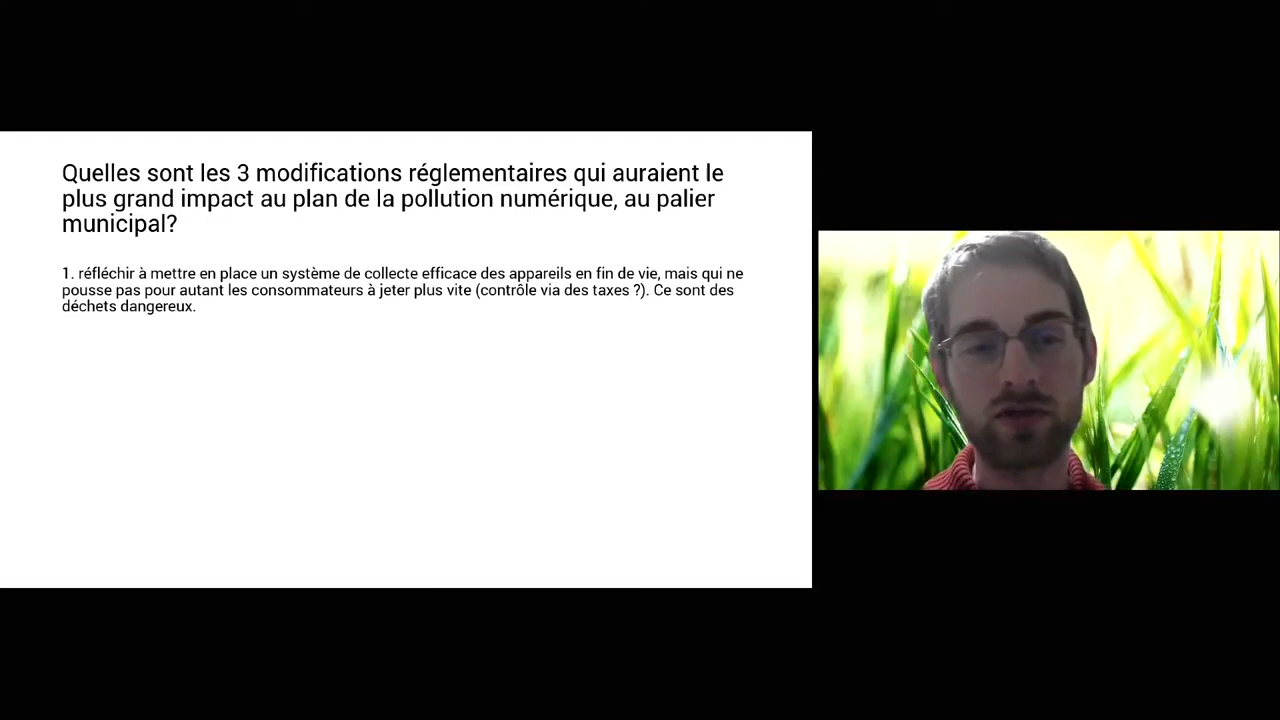 Quelles sont les 3 modifications réglementaires qui auraient le
plus grand impact au plan de la pollution numérique, au palier
municipal?
1. réfléchir à mettre en place un système de collecte efficace des appareils en fin de vie, mais qui ne
pousse pas pour autant les consommateurs à jeter plus vite (contrôle via des taxes ?). Ce sont des
déchets dangereux.